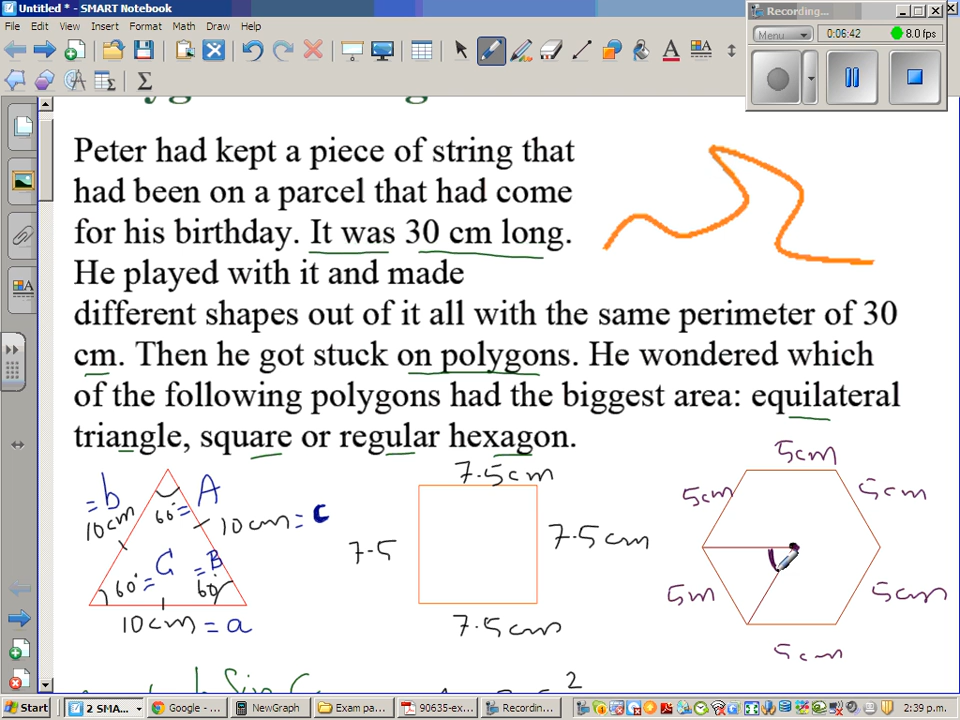 Untitled * - SMART Notebook
File Edit View Insert Format Math Draw Help
Recording...
Menu 0:06:42 8.0 fps
Peter had kept a piece of string that
had been on a parcel that had come
for his birthday. It was 30 cm long.
He played with it and made
different shapes out of it all with the same perimeter of 30
cm. Then he got stuck on polygons. He wondered which
of the following polygons had the biggest area: equilateral
triangle, square or regular hexagon.
= b
10cm
60° = A
10cm = c
60° = C
= B
60°
10cm = a
7.5cm
7.5
7.5cm
7.5cm
5cm
5cm
5cm
5m
5cm
5cm
Sin C
2
Start 2 SMA... Google - ... NewGraph Exam pa... 90635-ex... Recordin... 2:39 p.m.